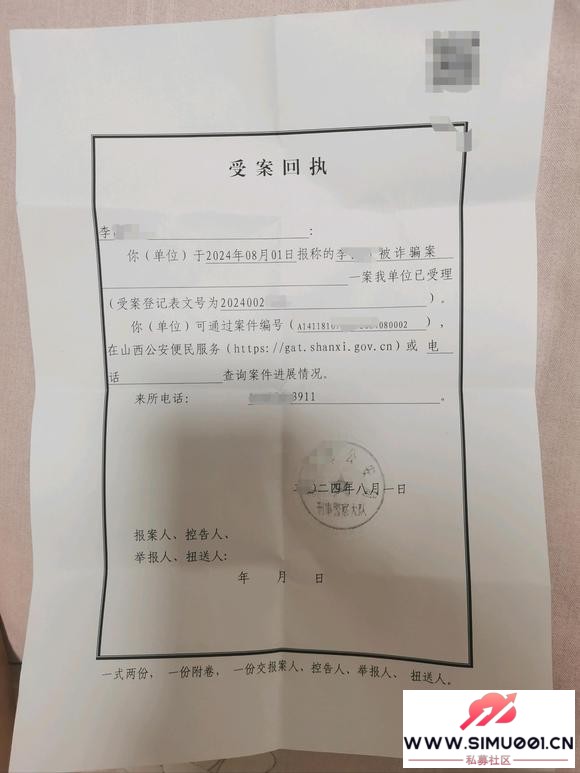 受案回执
李
:
你（单位）于2024年08月01日报称的李 被诈骗案
一案我单位已受理
（受案登记表文号为2024002 ）。
你（单位）可通过案件编号（A1411810 080002），
在山西公安便民服务（https://gat.shanxi.gov.cn）或 电
话 查询案件进展情况。
来所电话： 3911 。
公安
二四年八月一日
刑事警察大队
报案人、控告人、
举报人、扭送人：
年 月 日
一式两份，一份附卷，一份交报案人、控告人、举报人、扭送人。
WWW.SIMU001.CN
私募社区